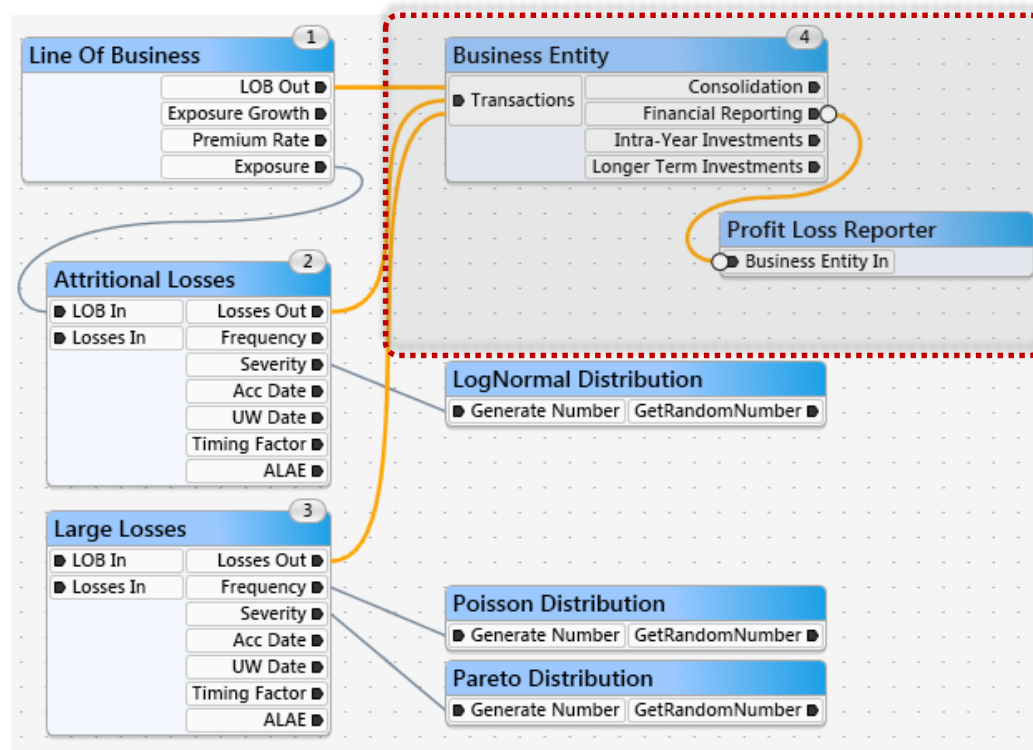 1
Line Of Business
LOB Out
Exposure Growth
Premium Rate
Exposure
4
Business Entity
Transactions
Consolidation
Financial Reporting
Intra-Year Investments
Longer Term Investments
Profit Loss Reporter
Business Entity In
2
Attritional Losses
LOB In Losses Out
Losses In Frequency
Severity
Acc Date
UW Date
Timing Factor
ALAE
LogNormal Distribution
Generate Number GetRandomNumber
3
Large Losses
LOB In Losses Out
Losses In Frequency
Severity
Acc Date
UW Date
Timing Factor
ALAE
Poisson Distribution
Generate Number GetRandomNumber
Pareto Distribution
Generate Number GetRandomNumber